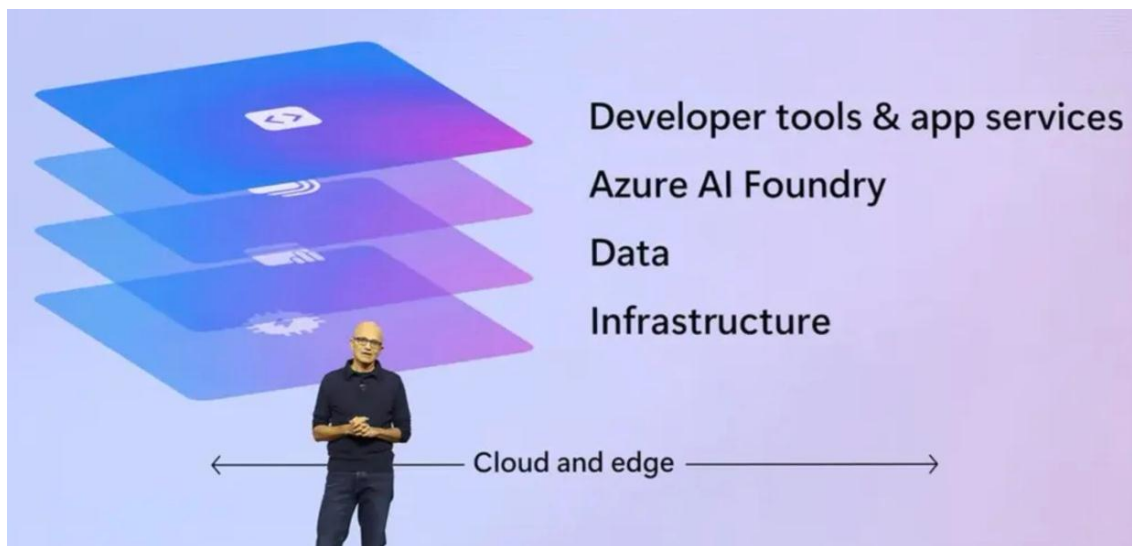 Developer tools & app services
Azure AI Foundry
Data
Infrastructure
Cloud and edge